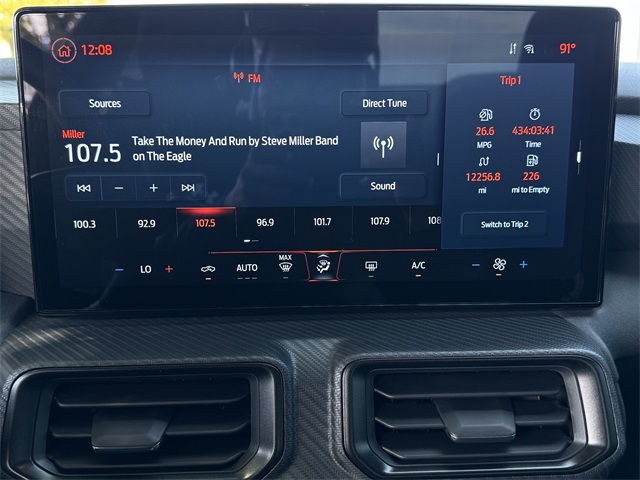 12:08
91°
FM
Trip 1
Sources
Direct Tune
26.6
MPG
434:03:41
Time
Miller
107.5
Take The Money And Run by Steve Miller Band
on The Eagle
12256.8
mi
226
mi to Empty
Sound
100.3 92.9 107.5 96.9 101.7 107.9 108
Switch to Trip 2
− LO + AUTO MAX A/C − +